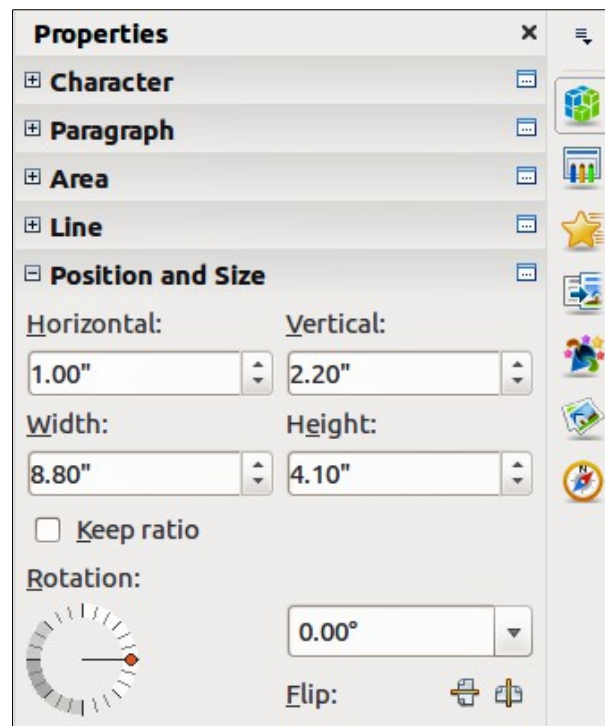 Properties
Character
Paragraph
Area
Line
Position and Size
Horizontal: Vertical:
1.00" 2.20"
Width: Height:
8.80" 4.10"
Keep ratio
Rotation:
0.00°
Flip:
N